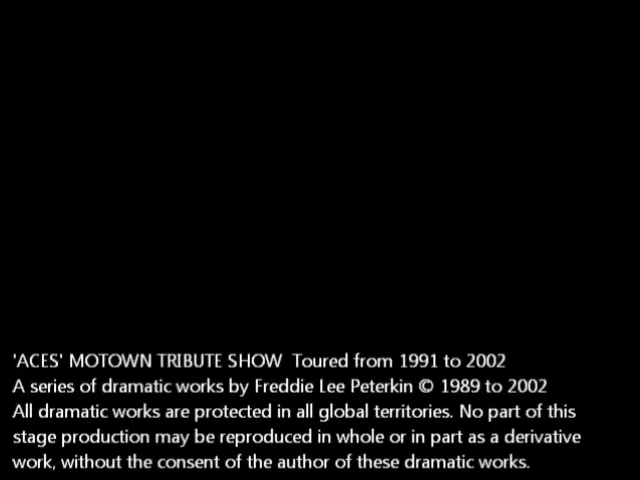 'ACES' MOTOWN TRIBUTE SHOW  Toured from 1991 to 2002
A series of dramatic works by Freddie Lee Peterkin © 1989 to 2002
All dramatic works are protected in all global territories. No part of this
stage production may be reproduced in whole or in part as a derivative
work, without the consent of the author of these dramatic works.